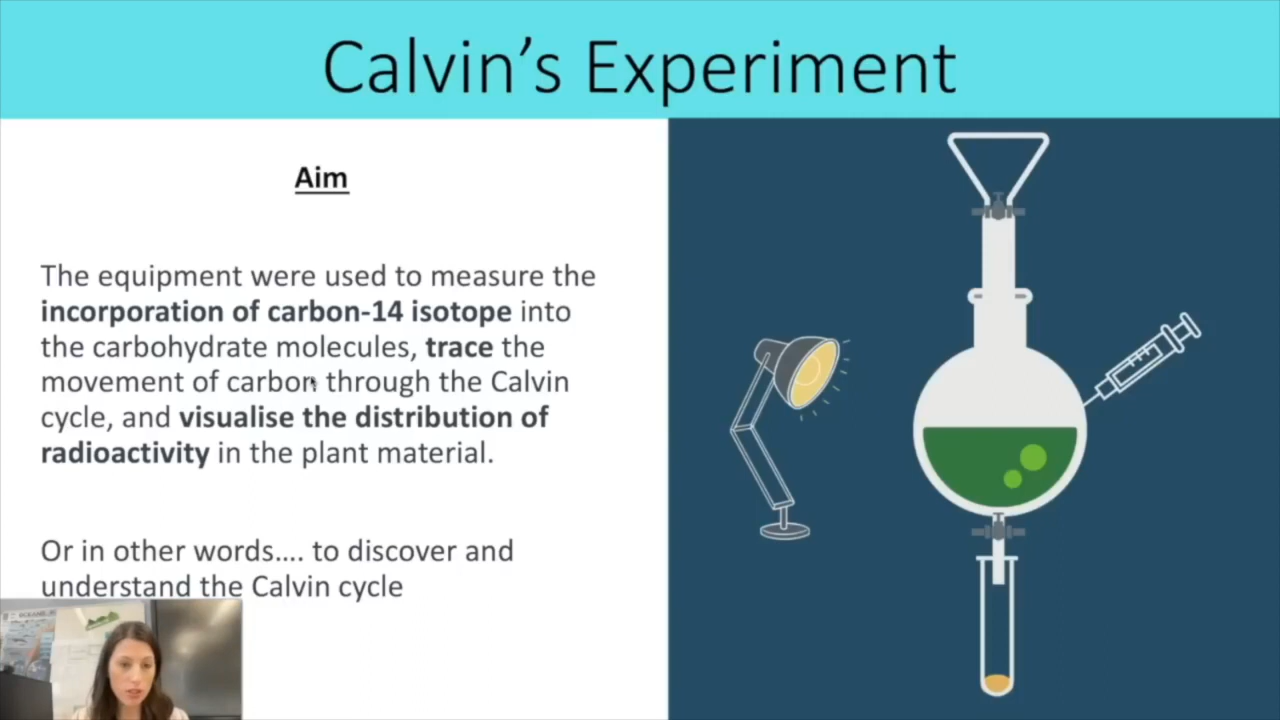 Calvin's Experiment
Aim
The equipment were used to measure the
incorporation of carbon-14 isotope into
the carbohydrate molecules, trace the
movement of carbon through the Calvin
cycle, and visualise the distribution of
radioactivity in the plant material.
Or in other words.... to discover and
understand the Calvin cycle